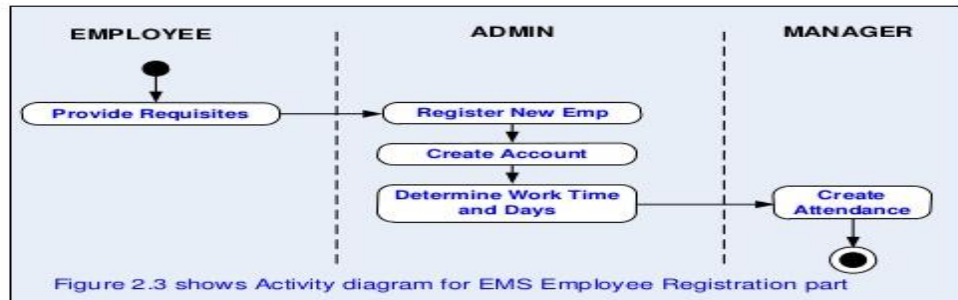 EMPLOYEE
ADMIN
MANAGER
Provide Requisites
Register New Emp
Create Account
Determine Work Time
and Days
Create
Attendance
Figure 2.3 shows Activity diagram for EMS Employee Registration part